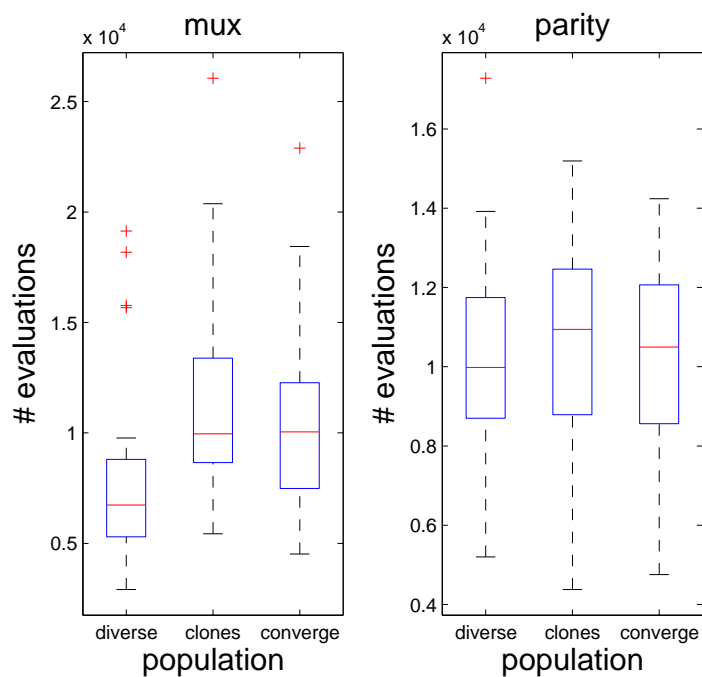 mux
x 10^4
2.5
2
1.5
1
0.5
# evaluations
diverse clones converge
population
parity
x 10^4
1.6
1.4
1.2
1
0.8
0.6
0.4
# evaluations
diverse clones converge
population